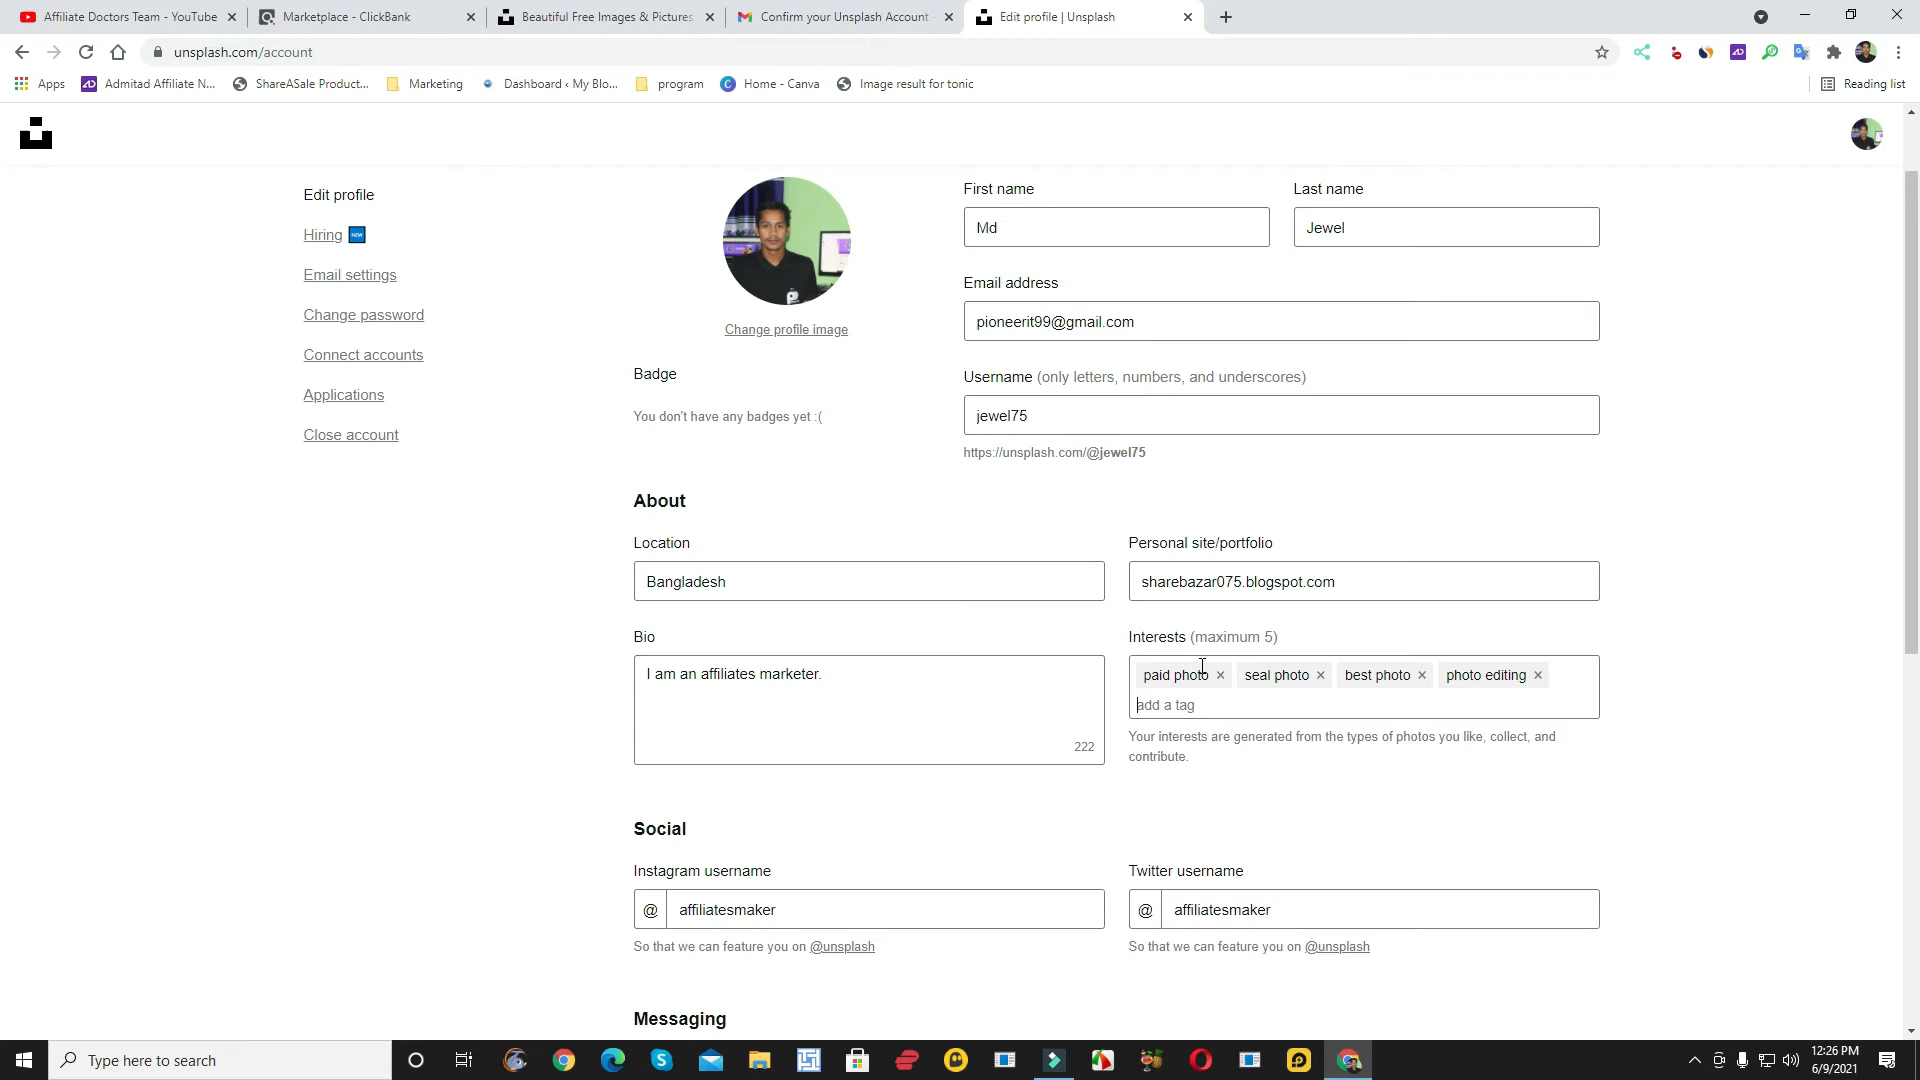 Affiliate Doctors Team - YouTube
Marketplace - ClickBank
Beautiful Free Images & Pictures
Confirm your Unsplash Account -
Edit profile | Unsplash
unsplash.com/account
Apps
Admitad Affiliate N...
ShareASale Product...
Marketing
Dashboard ‹ My Blo...
program
Home - Canva
Image result for tonic
Reading list
Edit profile
Hiring NEW
Email settings
Change password
Connect accounts
Applications
Close account
Change profile image
Badge
You don't have any badges yet :(
First name
Last name
Md
Jewel
Email address
pioneerit99@gmail.com
Username (only letters, numbers, and underscores)
jewel75
https://unsplash.com/@jewel75
About
Location
Personal site/portfolio
Bangladesh
sharebazar075.blogspot.com
Bio
Interests (maximum 5)
I am an affiliates marketer.
222
paid photo × seal photo × best photo × photo editing ×
add a tag
Your interests are generated from the types of photos you like, collect, and
contribute.
Social
Instagram username
Twitter username
@ affiliatesmaker
@ affiliatesmaker
So that we can feature you on @unsplash
So that we can feature you on @unsplash
Messaging
Type here to search
12:26 PM
6/9/2021